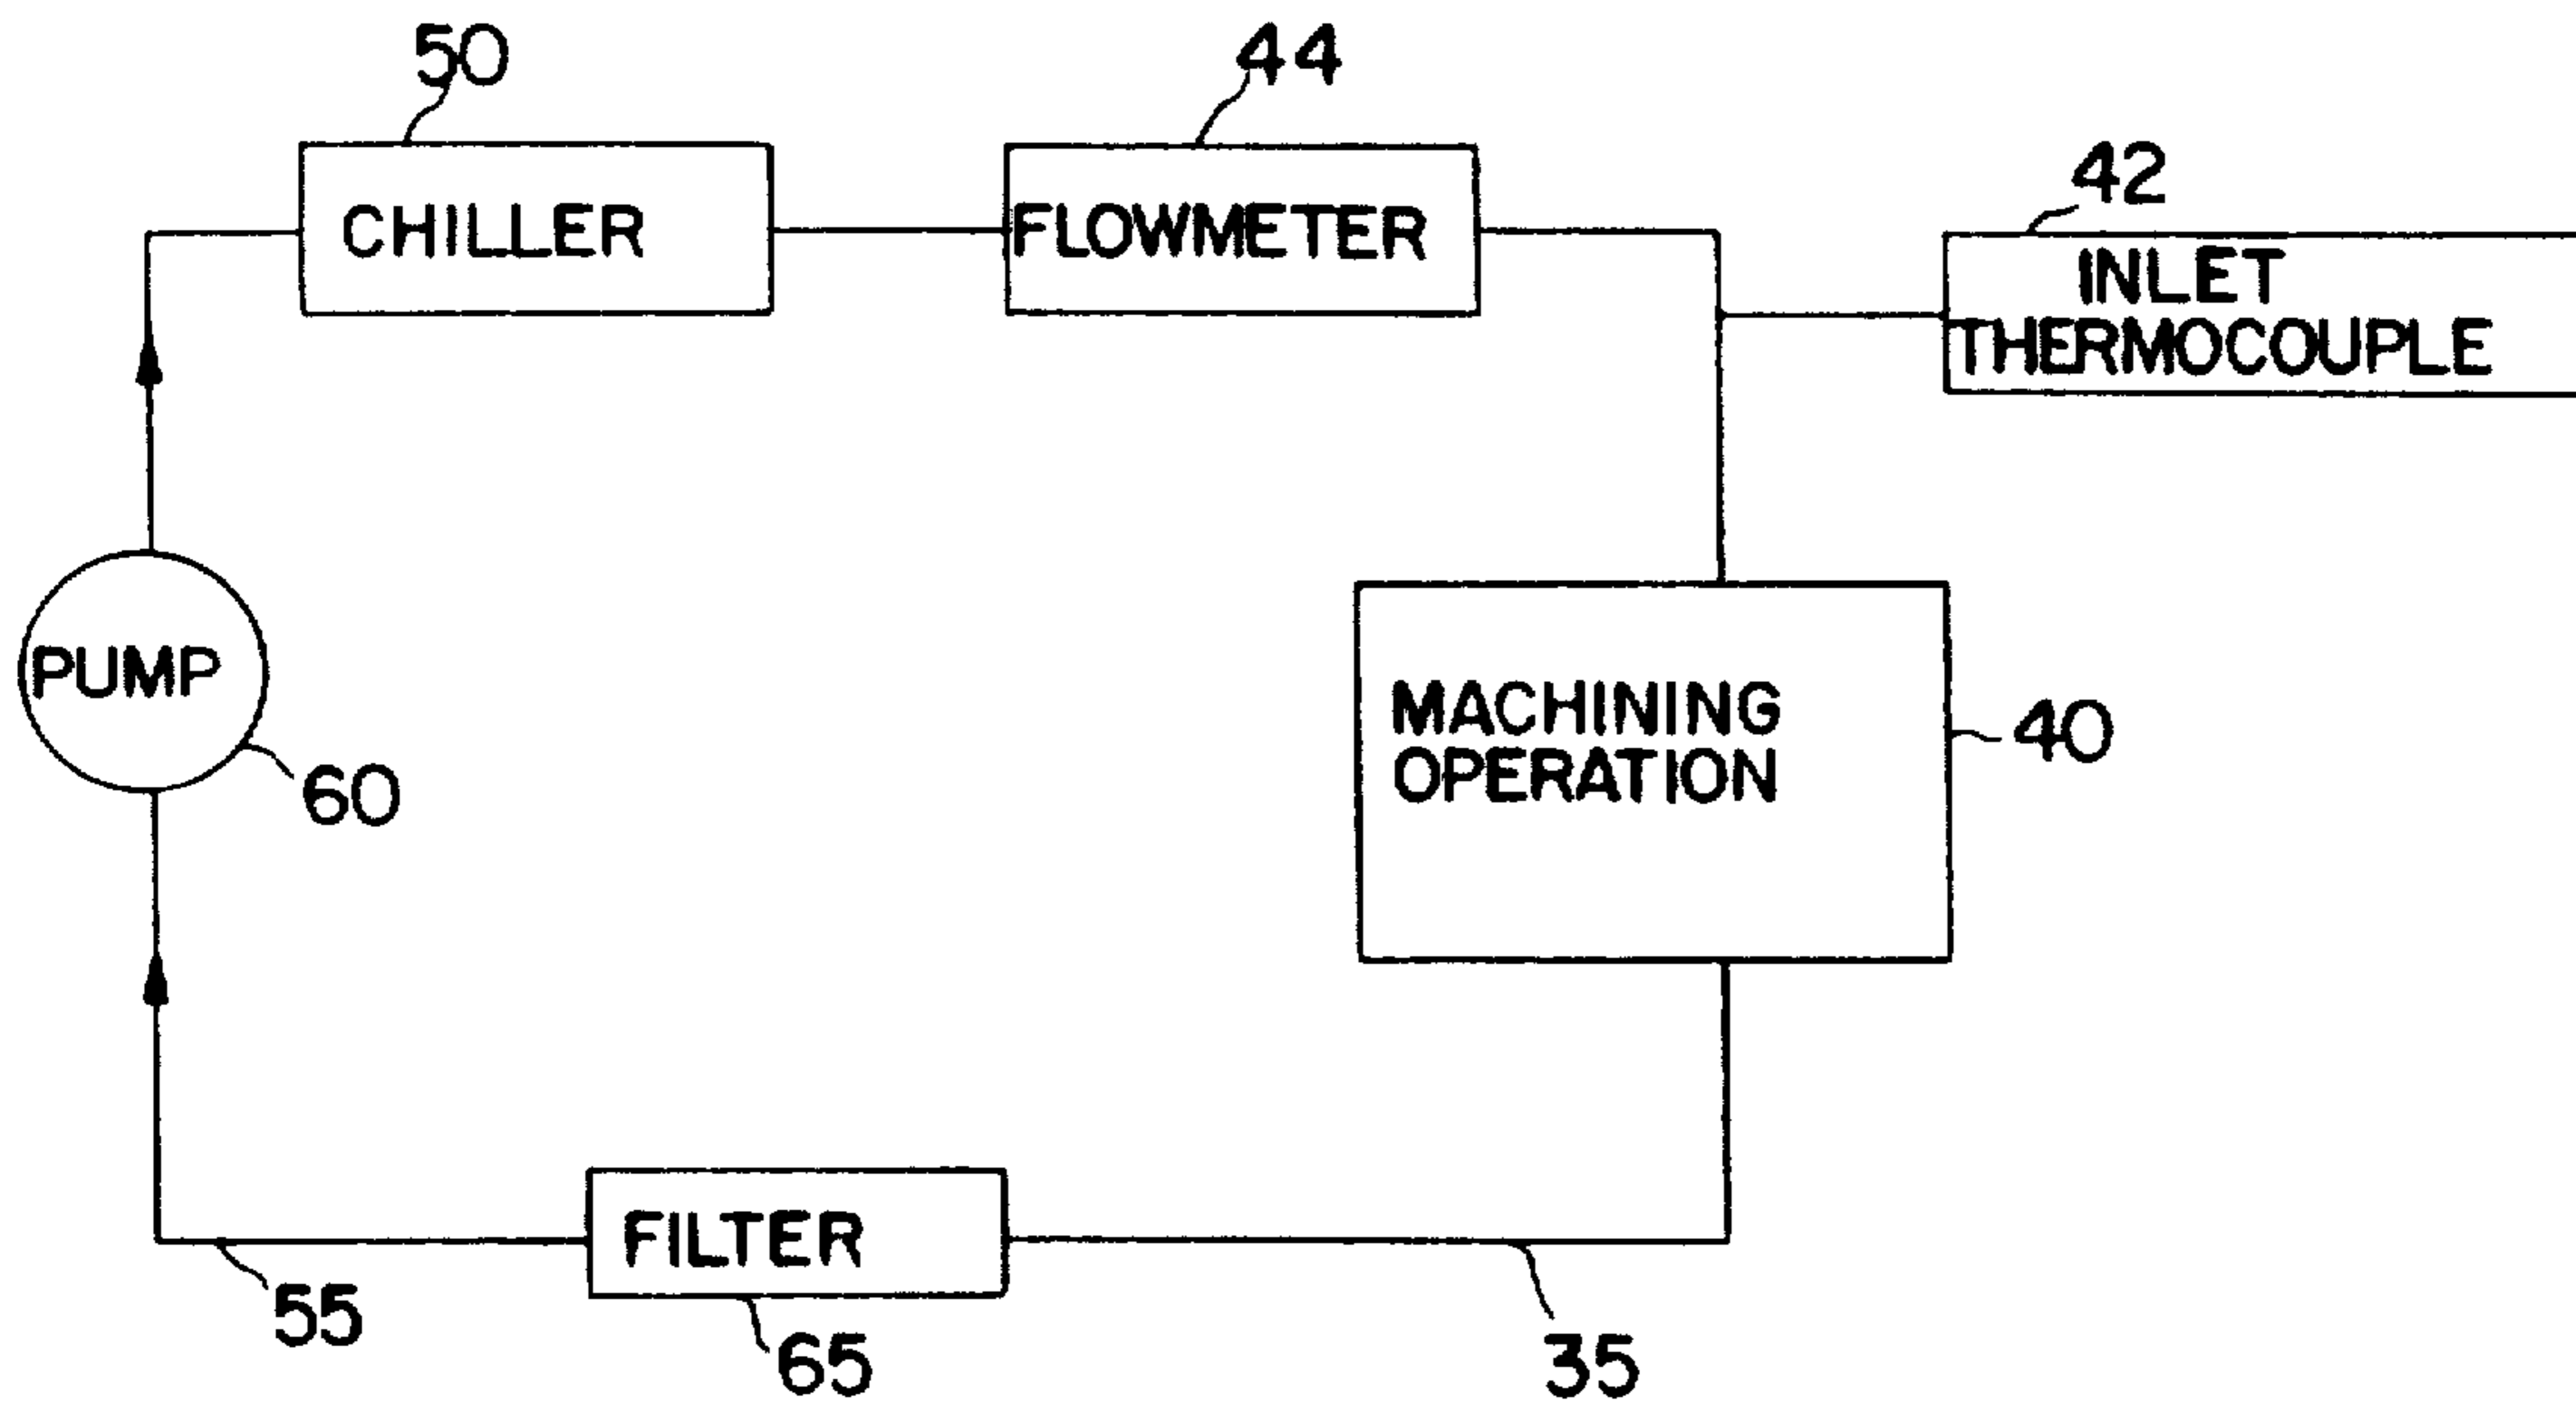 50
44
42
CHILLER
FLOWMETER
INLET
THERMOCOUPLE
PUMP
60
MACHINING
OPERATION
40
FILTER
55
65
35